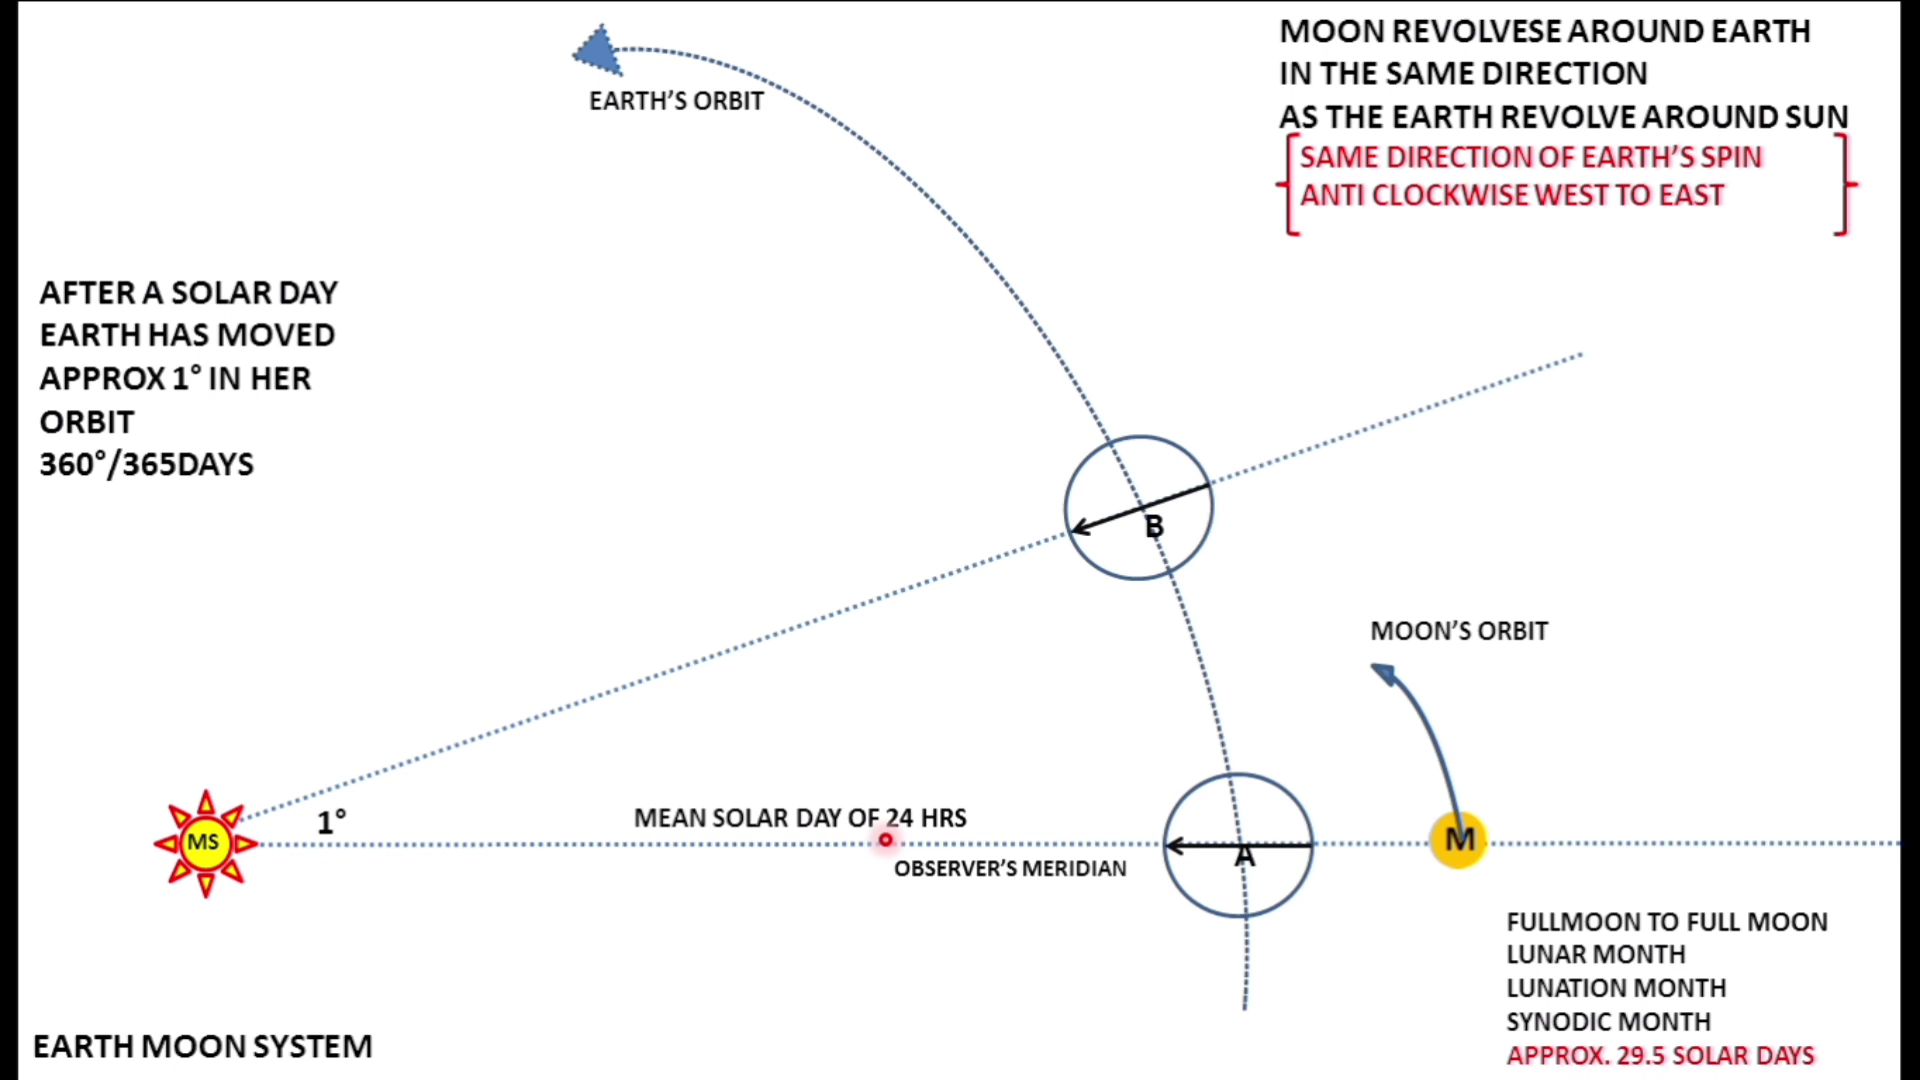 EARTH'S ORBIT
MOON REVOLVESE AROUND EARTH
IN THE SAME DIRECTION
AS THE EARTH REVOLVE AROUND SUN
SAME DIRECTION OF EARTH'S SPIN
ANTI CLOCKWISE WEST TO EAST
AFTER A SOLAR DAY
EARTH HAS MOVED
APPROX 1° IN HER
ORBIT
360°/365DAYS
B
MOON'S ORBIT
MS
1°
MEAN SOLAR DAY OF 24 HRS
OBSERVER'S MERIDIAN
A
M
FULLMOON TO FULL MOON
LUNAR MONTH
LUNATION MONTH
SYNODIC MONTH
APPROX. 29.5 SOLAR DAYS
EARTH MOON SYSTEM